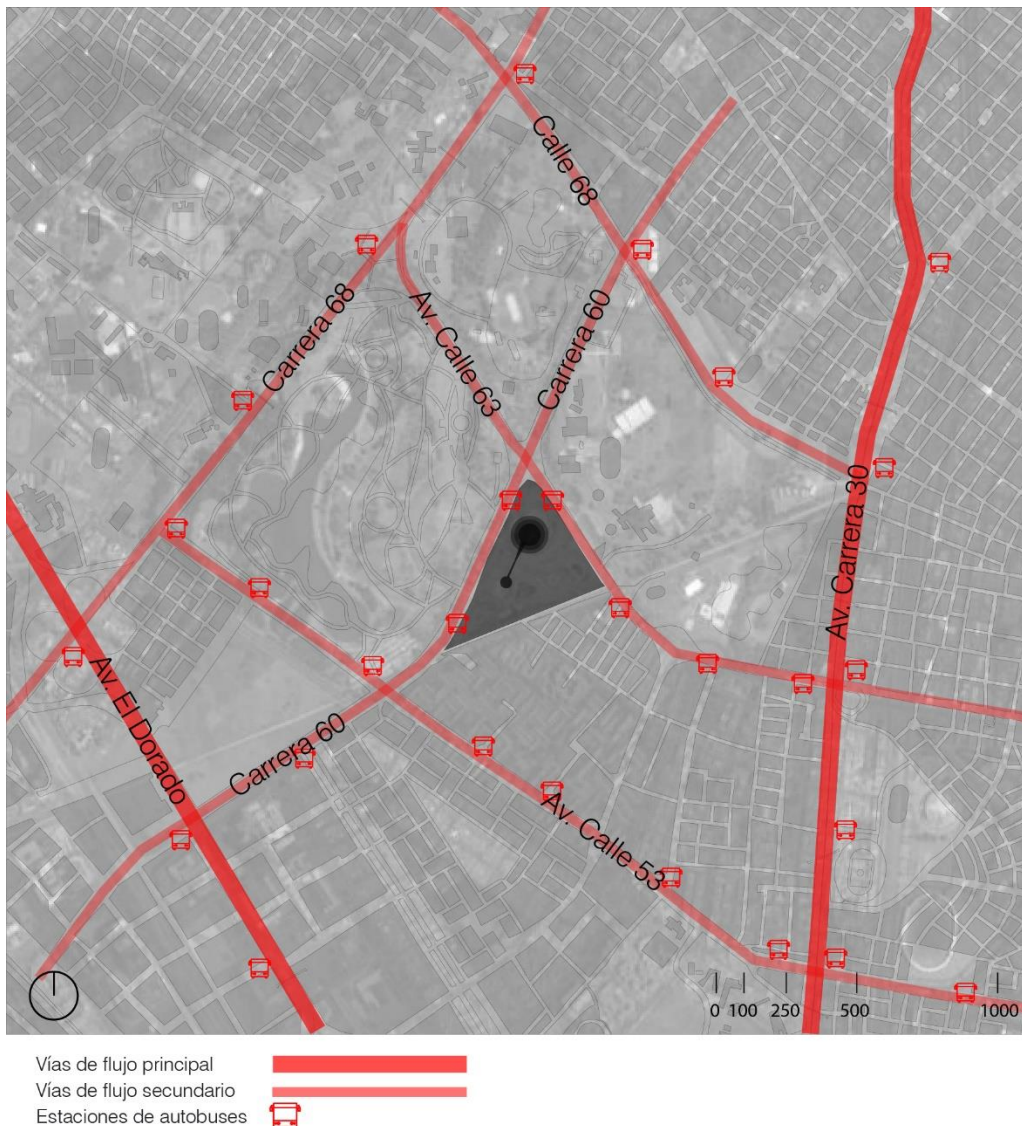 Calle 68
Carrera 68
Av. Calle 63
Carrera 60
Av. Carrera 30
Av. El Dorado
Carrera 60
Av. Calle 53
0 100 250 500 1000
Vías de flujo principal
Vías de flujo secundario
Estaciones de autobuses